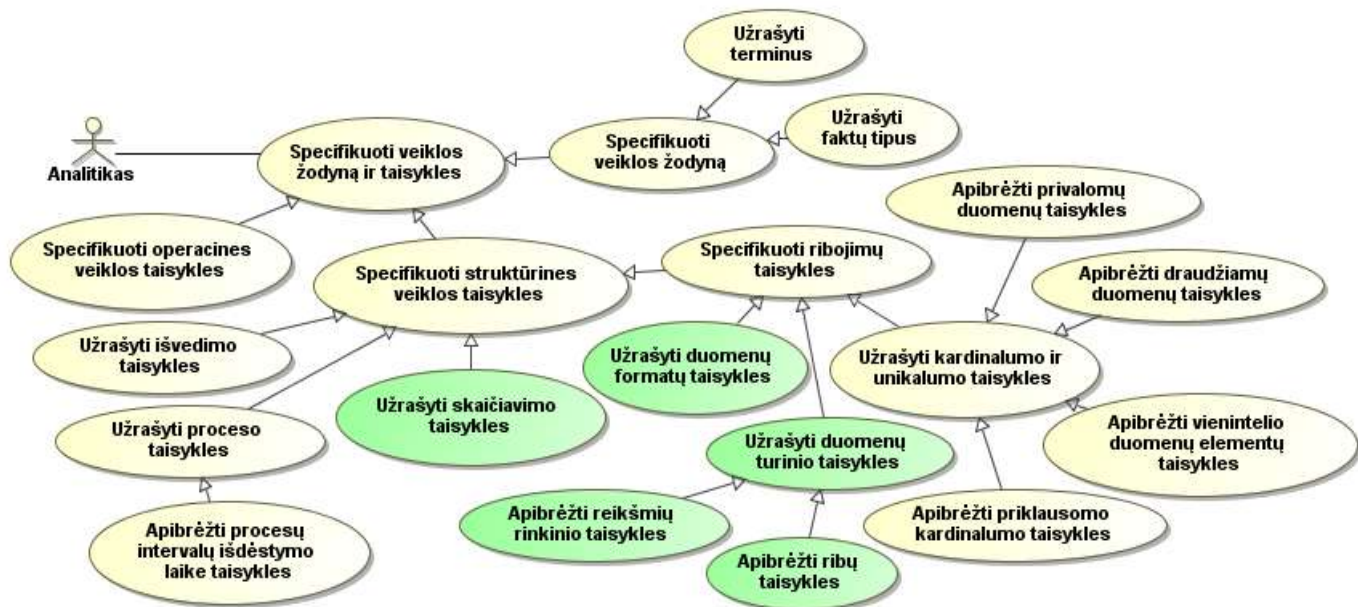 Užrašyti
terminus
Užrašyti
faktų tipus
Analitikas
Specifikuoti veiklos
žodyną ir taisykles
Specifikuoti
veiklos žodyną
Apibrėžti privalomų
duomenų taisykles
Specifikuoti operacines
veiklos taisykles
Specifikuoti struktūrines
veiklos taisykles
Specifikuoti ribojimų
taisykles
Apibrėžti draudžiamų
duomenų taisykles
Užrašyti išvedimo
taisykles
Užrašyti skaičiavimo
taisykles
Užrašyti duomenų
formatų taisykles
Užrašyti kardinalumo ir
unikalumo taisykles
Užrašyti proceso
taisykles
Užrašyti duomenų
turinio taisykles
Apibrėžti vienintelio
duomenų elementų
taisykles
Apibrėžti procesų
intervalų išdėstymo
laike taisykles
Apibrėžti reikšmių
rinkinio taisykles
Apibrėžti ribų
taisykles
Apibrėžti priklausomo
kardinalumo taisykles